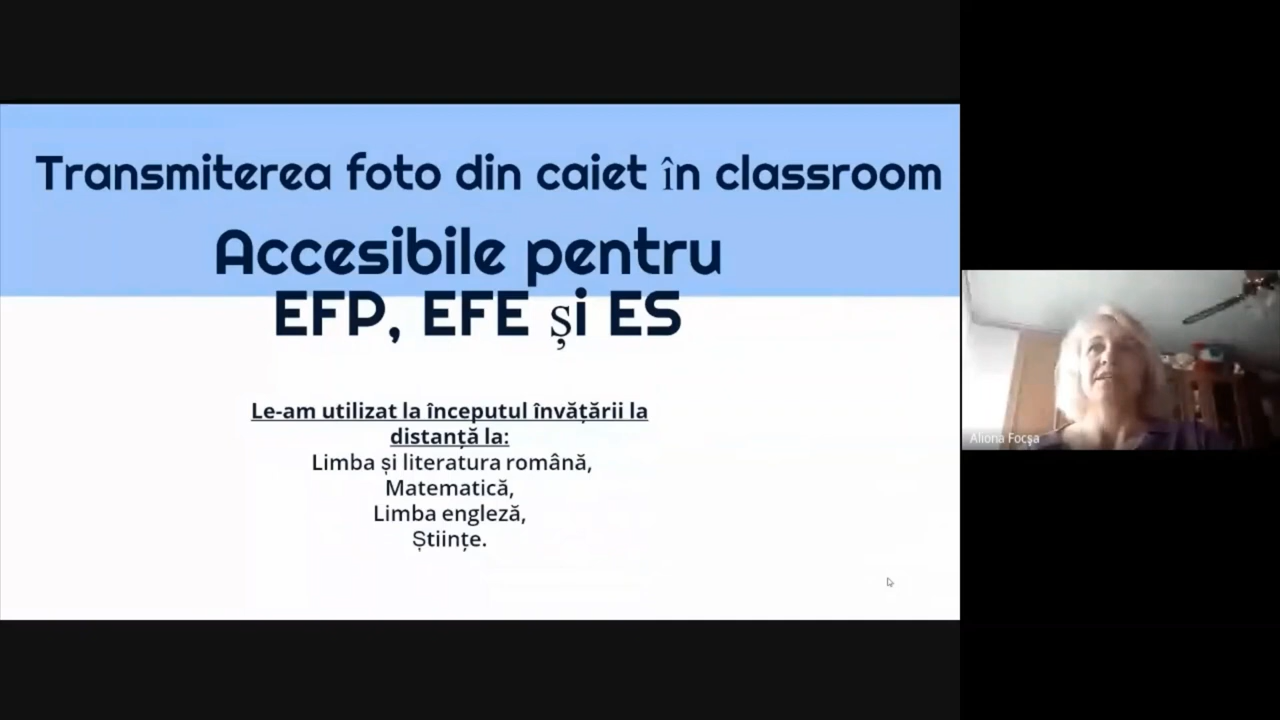 Transmiterea foto din caiet în classroom
Accesibile pentru
EFP, EFE și ES
Le-am utilizat la începutul învățării la
distanță la:
Limba și literatura română,
Matematică,
Limba engleză,
Științe.
Aliona Focșa